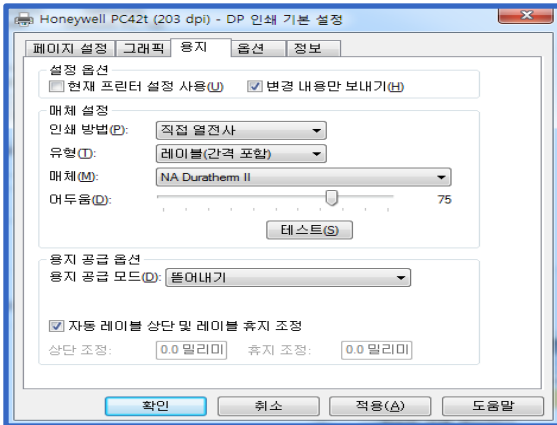 Honeywell PC42t (203 dpi) - DP 인쇄 기본 설정
페이지 설정 그래픽 용지 옵션 정보
설정 옵션
현재 프린터 설정 사용(U) 변경 내용만 보내기(H)
매체 설정
인쇄 방법(P): 직접 열전사
유형(T): 레이블(간격 포함)
매체(M): NA Duratherm II
어두움(D): 75
테스트(S)
용지 공급 옵션
용지 공급 모드(D): 뜯어내기
자동 레이블 상단 및 레이블 휴지 조정
상단 조정: 0.0 밀리미 휴지 조정: 0.0 밀리미
확인 취소 적용(A) 도움말